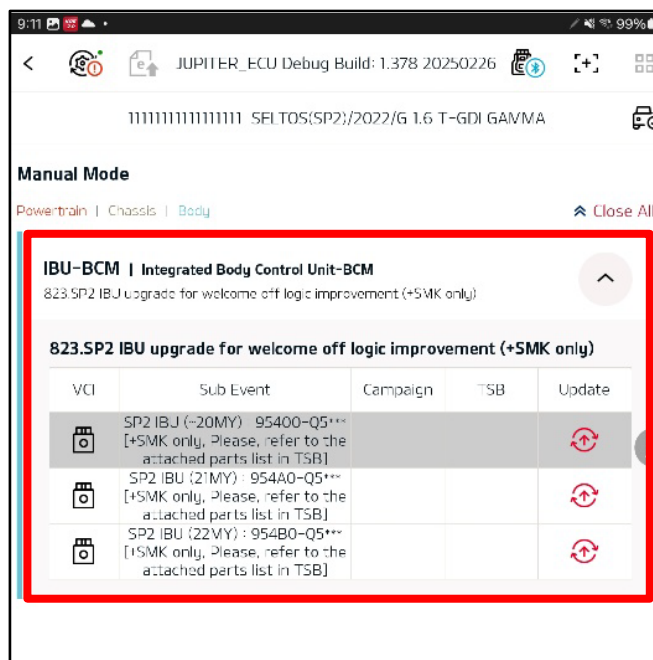 9:11
99%
JUPITER_ECU Debug Build: 1.378 20250226
11111111111111111 SELTOS(SP2)/2022/G 1.6 T-GDI GAMMA
Manual Mode
Powertrain | Chassis | Body
Close All
IBU-BCM | Integrated Body Control Unit-BCM
823.SP2 IBU upgrade for welcome off logic improvement (+SMK only)
823.SP2 IBU upgrade for welcome off logic improvement (+SMK only)
VCI Sub Event Campaign TSB Update
SP2 IBU (~20MY) : 95400-Q5***
[+SMK only, Please, refer to the
attached parts list in TSB]
SP2 IBU (21MY) : 954A0-Q5***
[+SMK only, Please, refer to the
attached parts list in TSB]
SP2 IBU (22MY) : 954B0-Q5***
[+SMK only, Please, refer to the
attached parts list in TSB]